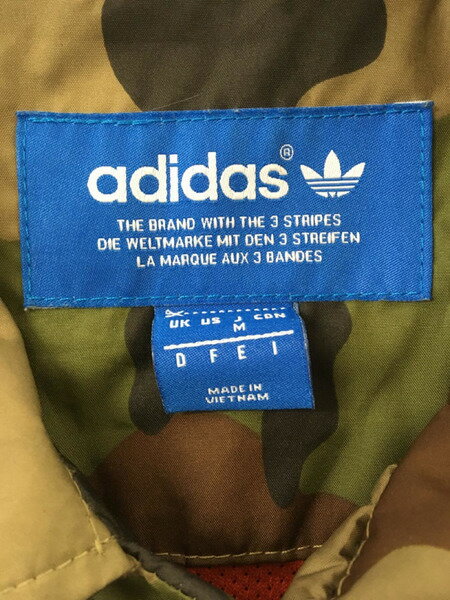 adidas®
THE BRAND WITH THE 3 STRIPES
DIE WELTMARKE MIT DEN 3 STREIFEN
LA MARQUE AUX 3 BANDES
UK US J CDN
M
D F E I
MADE IN
VIETNAM